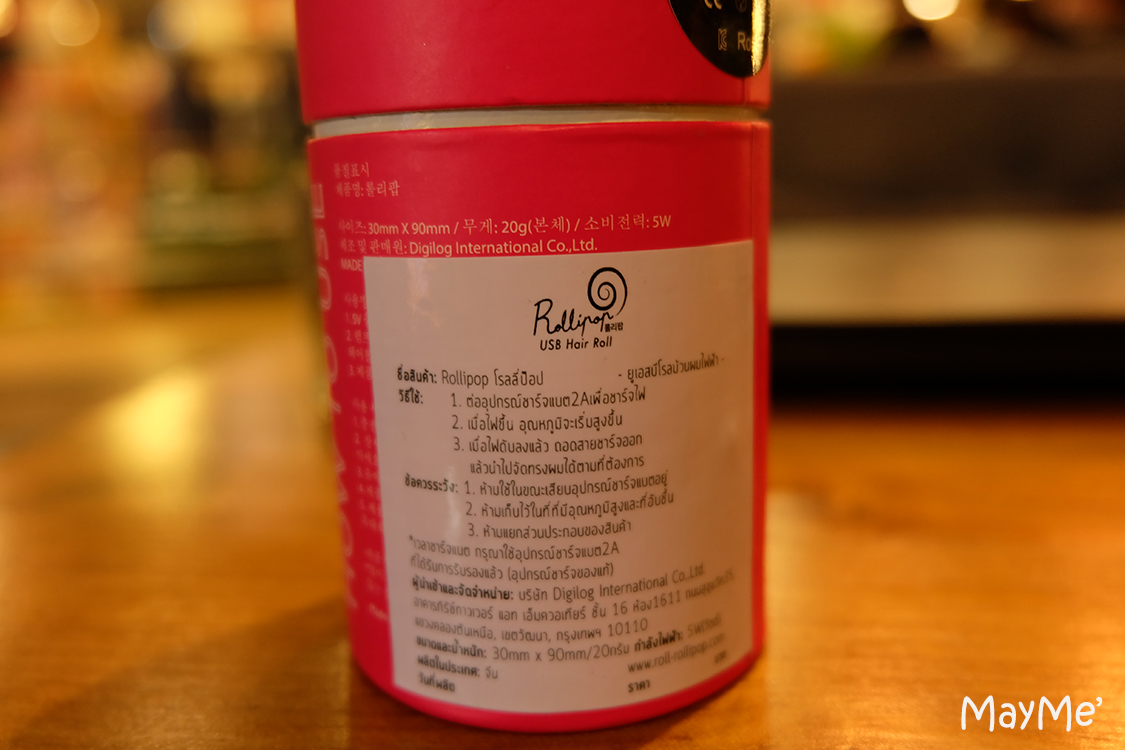 품질표시
제품명: 롤리팝
사이즈: 30mm X 90mm / 무게: 20g(본체) / 소비전력: 5W
제조 및 판매원: Digilog International Co.,Ltd.
MADE
Rollipop
롤리팝
USB Hair Roll
ชื่อสินค้า: Rollipop โรลลี่ป๊อป - ยูเอสบีโรลม้วนผมไฟฟ้า -
วิธีใช้: 1. ต่ออุปกรณ์ชาร์จแบต2Aเพื่อชาร์จไฟ
2. เมื่อไฟขึ้น อุณหภูมิจะเริ่มสูงขึ้น
3. เมื่อไฟดับลงแล้ว ถอดสายชาร์จออก
แล้วนำไปจัดทรงผมได้ตามที่ต้องการ
ข้อควรระวัง: 1. ห้ามใช้ในขณะเสียบอุปกรณ์ชาร์จแบตอยู่
2. ห้ามเก็บไว้ในที่ที่มีอุณหภูมิสูงและที่อับชื้น
3. ห้ามแยกส่วนประกอบของสินค้า
*เวลาชาร์จแบต กรุณาใช้อุปกรณ์ชาร์จแบต2A
ที่ได้รับการรับรองแล้ว (อุปกรณ์ชาร์จของแท้)
ผู้นำเข้าและจัดจำหน่าย: บริษัท Digilog International Co.,Ltd.
อาคารภิรัชทาวเวอร์ แอท เอ็มควอเทียร์ ชั้น 16 ห้อง1611
แขวงคลองตันเหนือ, เขตวัฒนา, กรุงเทพฯ 10110
ขนาดและน้ำหนัก: 30mm x 90mm/20กรัม กำลังไฟฟ้า:
ผลิตในประเทศ: จีน www.roll-rollipop.com
วันที่ผลิต ราคา
MayMe'